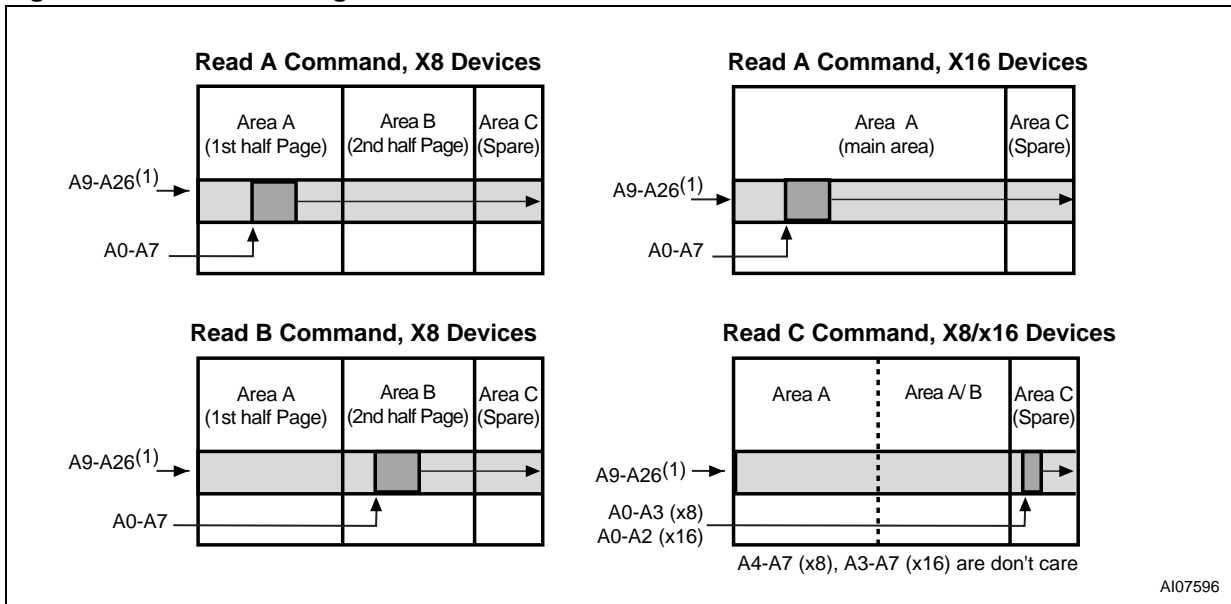 Read A Command, X8 Devices
Area A
(1st half Page)
Area B
(2nd half Page)
Area C
(Spare)
A9-A26(1)
A0-A7
Read A Command, X16 Devices
Area A
(main area)
Area C
(Spare)
A9-A26(1)
A0-A7
Read B Command, X8 Devices
Area A
(1st half Page)
Area B
(2nd half Page)
Area C
(Spare)
A9-A26(1)
A0-A7
Read C Command, X8/x16 Devices
Area A
Area A/ B
Area C
(Spare)
A9-A26(1)
A0-A3 (x8)
A0-A2 (x16)
A4-A7 (x8), A3-A7 (x16) are don't care
AI07596